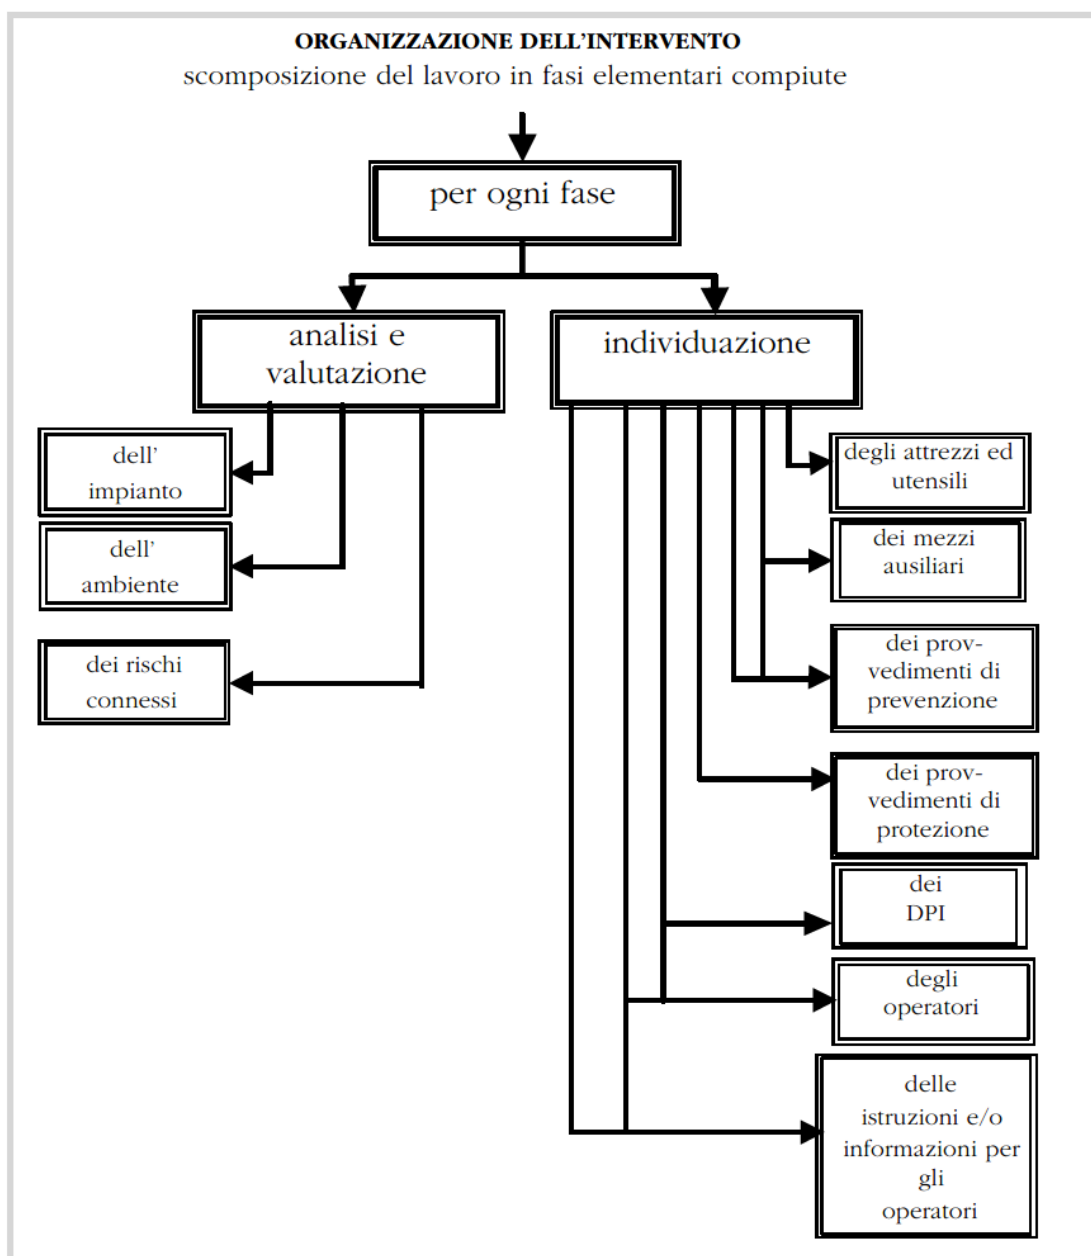 ORGANIZZAZIONE DELL'INTERVENTO
scomposizione del lavoro in fasi elementari compiute
per ogni fase
analisi e
valutazione
individuazione
dell'
impianto
dell'
ambiente
dei rischi
connessi
degli attrezzi ed
utensili
dei mezzi
ausiliari
dei prov-
vedimenti di
prevenzione
dei prov-
vedimenti di
protezione
dei
DPI
degli
operatori
delle
istruzioni e/o
informazioni per
gli
operatori